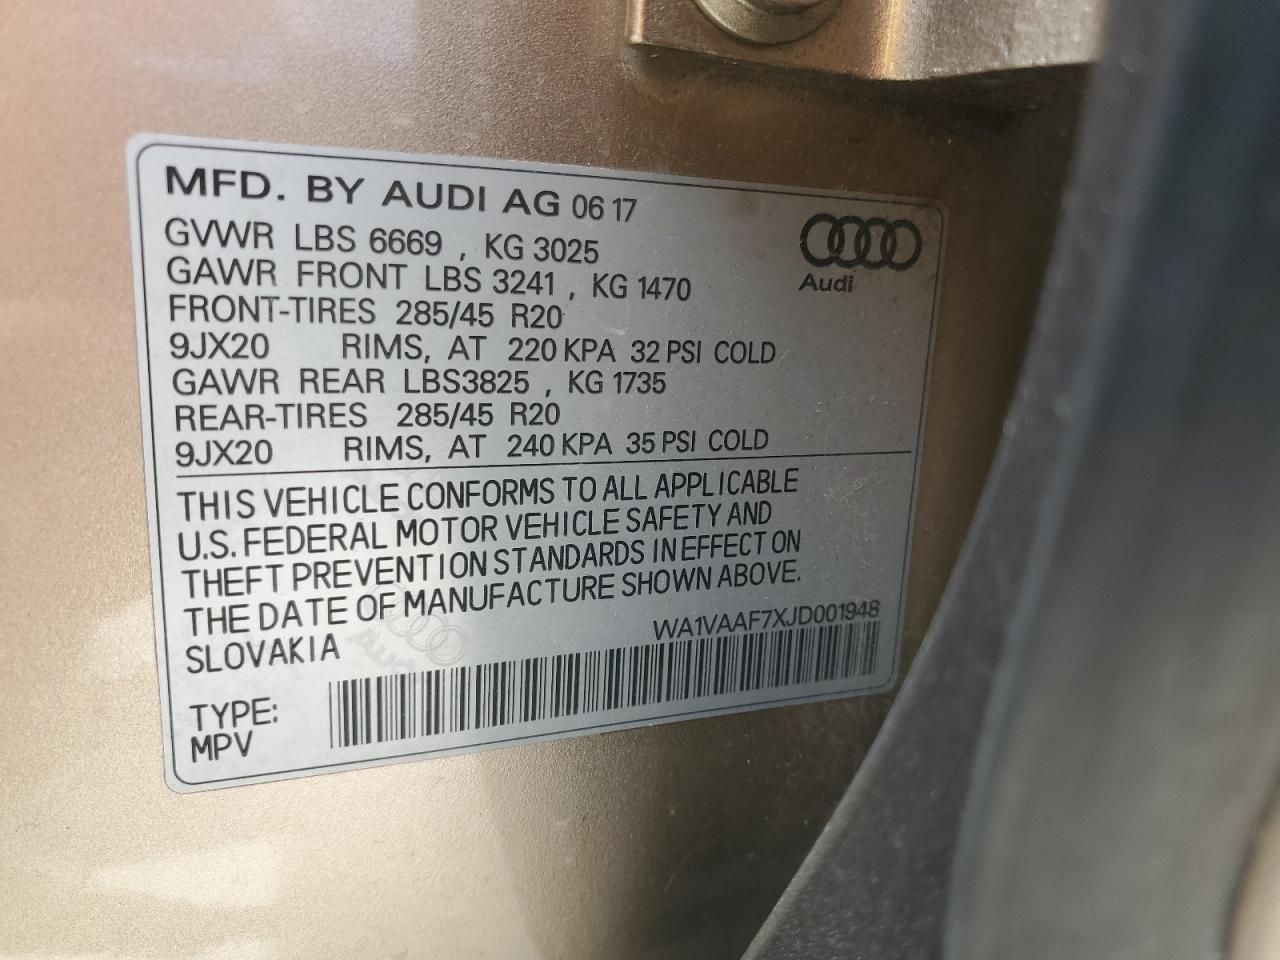 MFD. BY AUDI AG 06 17
GVWR LBS 6669 , KG 3025
GAWR FRONT LBS 3241 , KG 1470
FRONT-TIRES 285/45 R20
9JX20 RIMS, AT 220 KPA 32 PSI COLD
GAWR REAR LBS3825 , KG 1735
REAR-TIRES 285/45 R20
9JX20 RIMS, AT 240 KPA 35 PSI COLD
Audi
THIS VEHICLE CONFORMS TO ALL APPLICABLE
U.S. FEDERAL MOTOR VEHICLE SAFETY AND
THEFT PREVENTION STANDARDS IN EFFECT ON
THE DATE OF MANUFACTURE SHOWN ABOVE.
SLOVAKIA
WA1VAAF7XJD001948
TYPE:
MPV
Audi